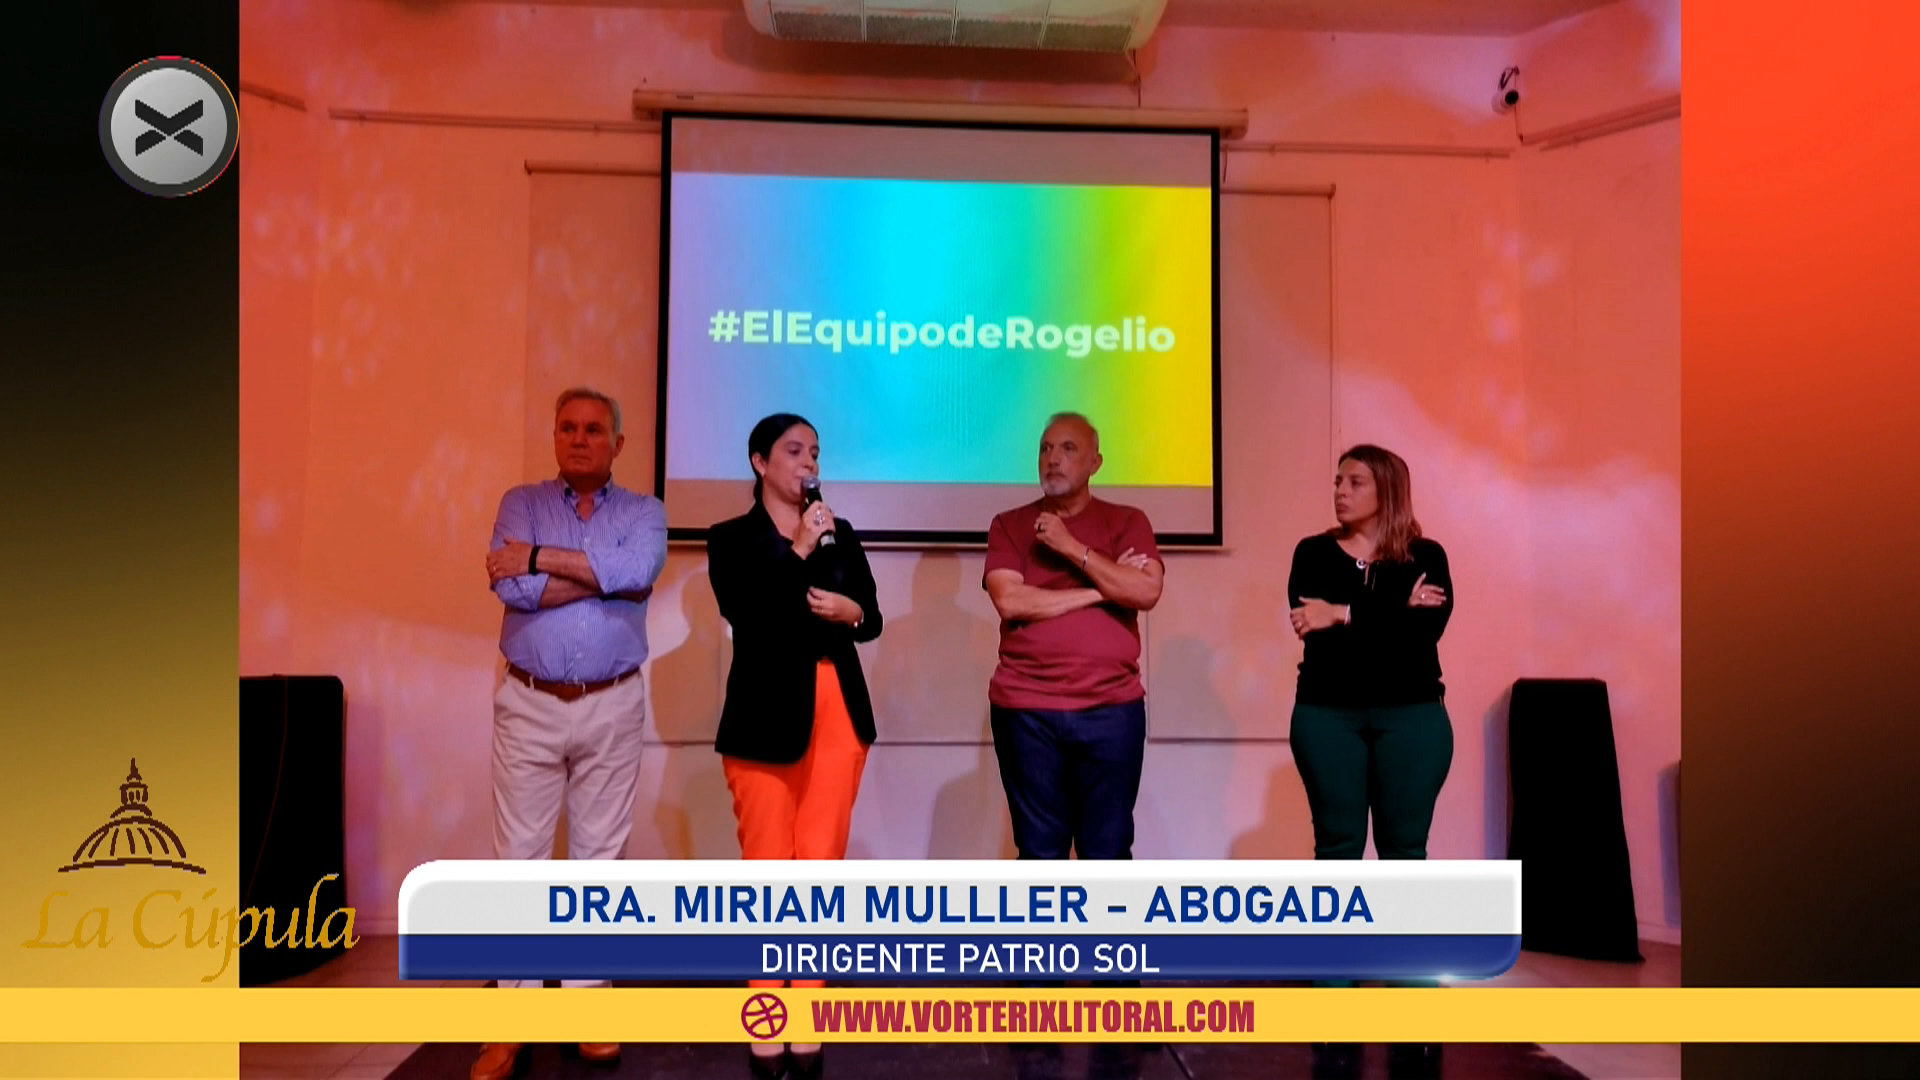 #ElEquipodeRogelio
La Cúpula
DRA. MIRIAM MULLLER - ABOGADA
DIRIGENTE PATRIO SOL
WWW.VORTERIXLITORAL.COM